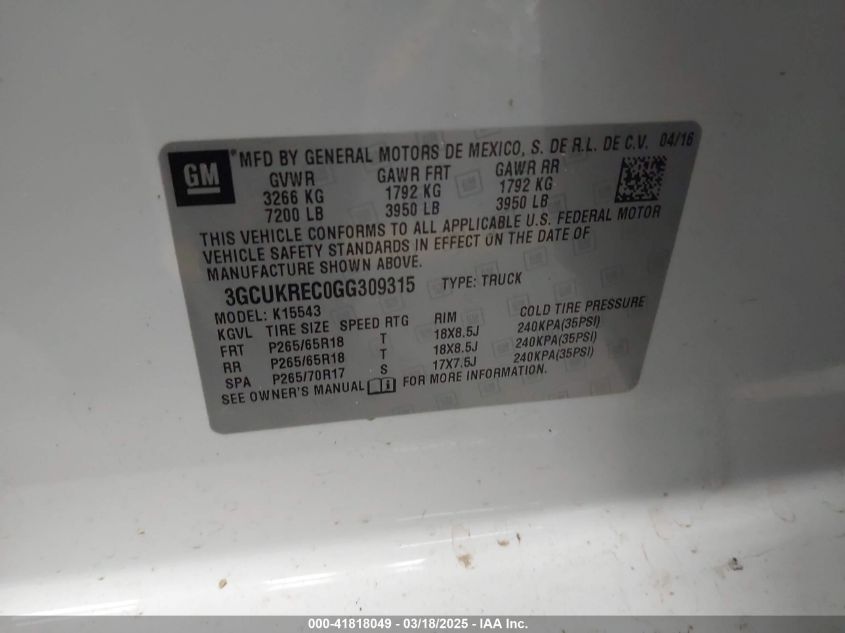 GM
®MFD BY GENERAL MOTORS DE MEXICO, S. DE R.L. DE C.V. 04/16
GVWR GAWR FRT GAWR RR
3266 KG 1792 KG 1792 KG
7200 LB 3950 LB 3950 LB
THIS VEHICLE CONFORMS TO ALL APPLICABLE U.S. FEDERAL MOTOR
VEHICLE SAFETY STANDARDS IN EFFECT ON THE DATE OF
MANUFACTURE SHOWN ABOVE.
3GCUKREC0GG309315 TYPE: TRUCK
MODEL: K15543
KGVL TIRE SIZE SPEED RTG RIM COLD TIRE PRESSURE
FRT P265/65R18 T 18X8.5J 240KPA(35PSI)
RR P265/65R18 T 18X8.5J 240KPA(35PSI)
SPA P265/70R17 S 17X7.5J 240KPA(35PSI)
SEE OWNER'S MANUAL FOR MORE INFORMATION.
000-41818049 - 03/18/2025 - IAA Inc.